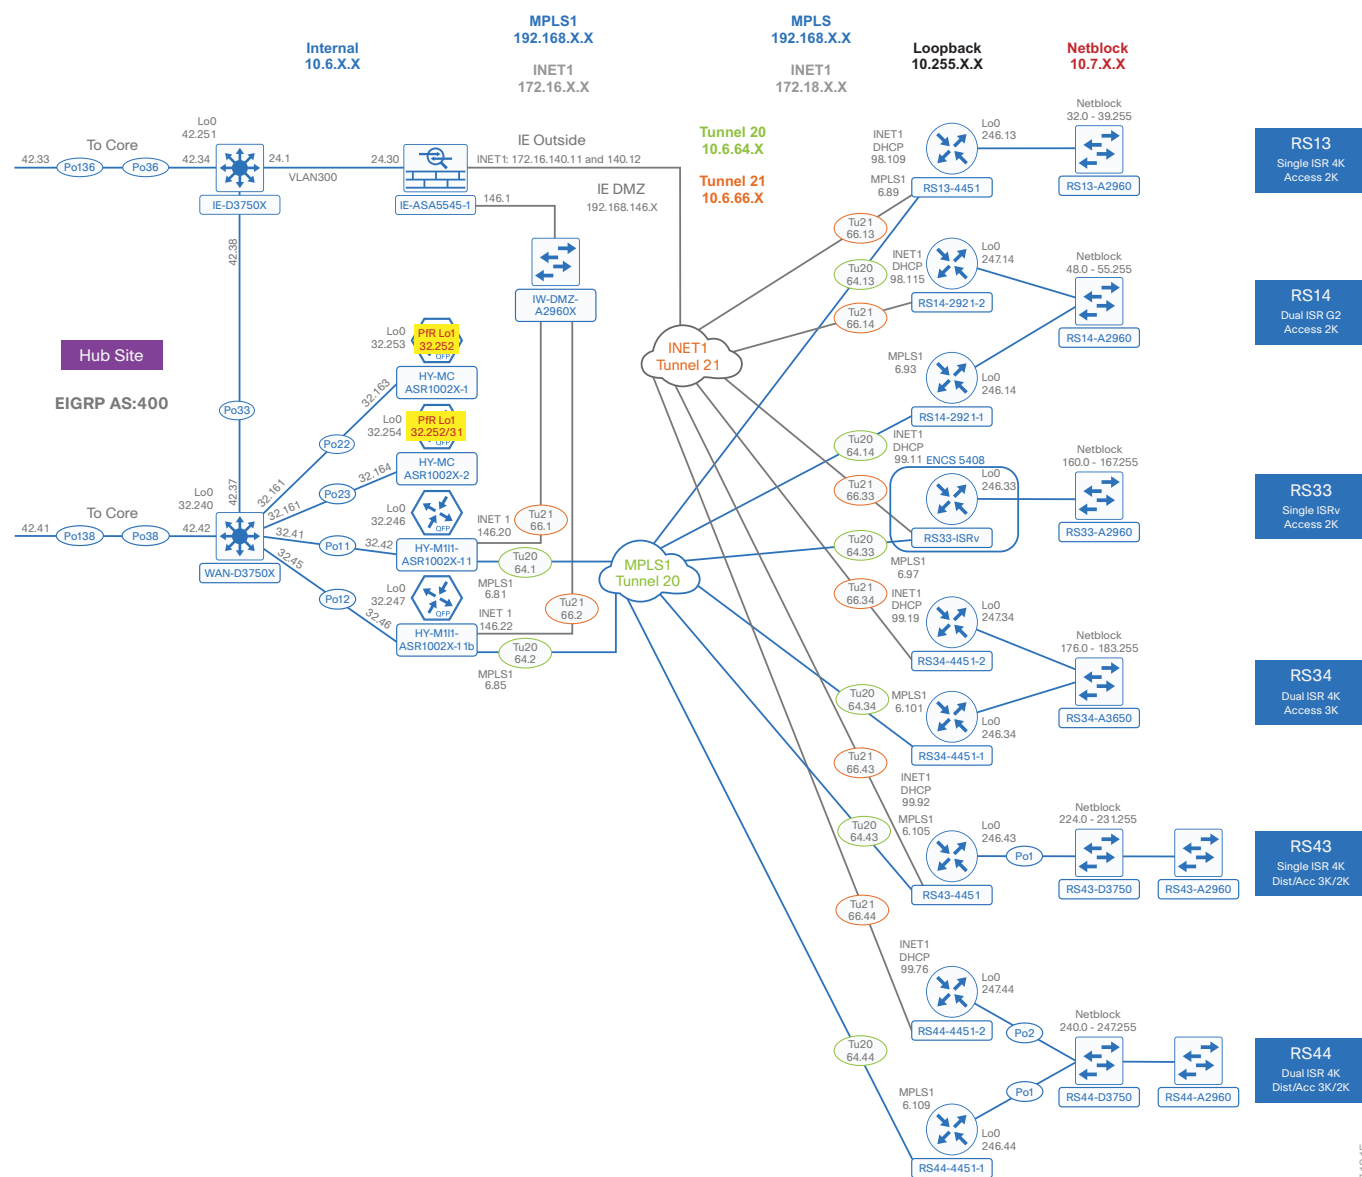 MPLS1
192.168.X.X
MPLS
192.168.X.X
Internal
10.6.X.X
INET1
172.16.X.X
INET1
172.18.X.X
Loopback
10.255.X.X
Netblock
10.7.X.X
Tunnel 20
10.6.64.X
Tunnel 21
10.6.66.X
To Core
42.33
Po136
Po36
42.34
Lo0
42.251
IE-D3750X
24.1
VLAN300
24.30
IE-ASA5545-1
IE Outside
INET1: 172.16.140.11 and 140.12
IE DMZ
192.168.146.X
146.1
IW-DMZ-
A2960X
42.38
Po33
42.37
Hub Site
EIGRP AS:400
Lo0
32.253
PfR Lo1
32.252
QFP
HY-MC
ASR1002X-1
32.163
Po22
32.161
Lo0
32.254
PfR Lo1
32.252/31
QFP
HY-MC
ASR1002X-2
32.164
Po23
32.161
Lo0
32.240
To Core
42.41
Po138
Po38
42.42
WAN-D3750X
32.41
Po11
32.42
Lo0
32.246
QFP
HY-M1I1-
ASR1002X-11
INET 1
146.20
Tu21
66.1
Tu20
64.1
MPLS1
6.81
32.45
Po12
32.46
Lo0
32.247
QFP
HY-M1I1-
ASR1002X-11b
INET 1
146.22
Tu21
66.2
Tu20
64.2
MPLS1
6.85
INET1
Tunnel 21
MPLS1
Tunnel 20
INET1
DHCP
98.109
MPLS1
6.89
Lo0
246.13
RS13-4451
Tu21
66.13
Tu20
64.13
Netblock
32.0 - 39.255
RS13-A2960
RS13
Single ISR 4K
Access 2K
INET1
DHCP
98.115
Lo0
247.14
RS14-2921-2
Tu21
66.14
MPLS1
6.93
Lo0
246.14
RS14-2921-1
Tu20
64.14
Netblock
48.0 - 55.255
RS14-A2960
RS14
Dual ISR G2
Access 2K
INET1
DHCP
99.11
ENCS 5408
Lo0
246.33
RS33-ISRv
Tu21
66.33
Tu20
64.33
MPLS1
6.97
Netblock
160.0 - 167.255
RS33-A2960
RS33
Single ISRv
Access 2K
Tu21
66.34
INET1
DHCP
99.19
Lo0
247.34
RS34-4451-2
Tu20
64.34
MPLS1
6.101
Lo0
246.34
RS34-4451-1
Netblock
176.0 - 183.255
RS34-A3650
RS34
Dual ISR 4K
Access 3K
Tu21
66.43
INET1
DHCP
99.92
Tu20
64.43
MPLS1
6.105
Lo0
246.43
RS43-4451
Po1
Netblock
224.0 - 231.255
RS43-D3750
RS43-A2960
RS43
Single ISR 4K
Dist/Acc 3K/2K
Tu21
66.44
INET1
DHCP
99.76
Lo0
247.44
RS44-4451-2
Po2
Tu20
64.44
MPLS1
6.109
Lo0
246.44
RS44-4451-1
Po1
Netblock
240.0 - 247.255
RS44-D3750
RS44-A2960
RS44
Dual ISR 4K
Dist/Acc 3K/2K